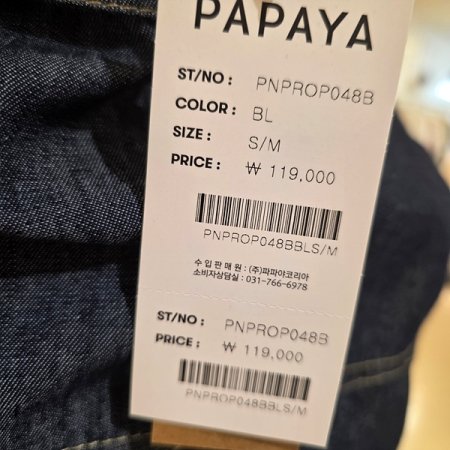 PAPAYA
ST/NO : PNPROP048B
COLOR : BL
SIZE : S/M
PRICE : ₩ 119,000
PNPROP048BBLS/M
수 입 판 매 원 : (주)파파야코리아
소비자상담실 : 031-766-6978
ST/NO : PNPROP048B
PRICE : ₩ 119,000
PNPROP048BBLS/M